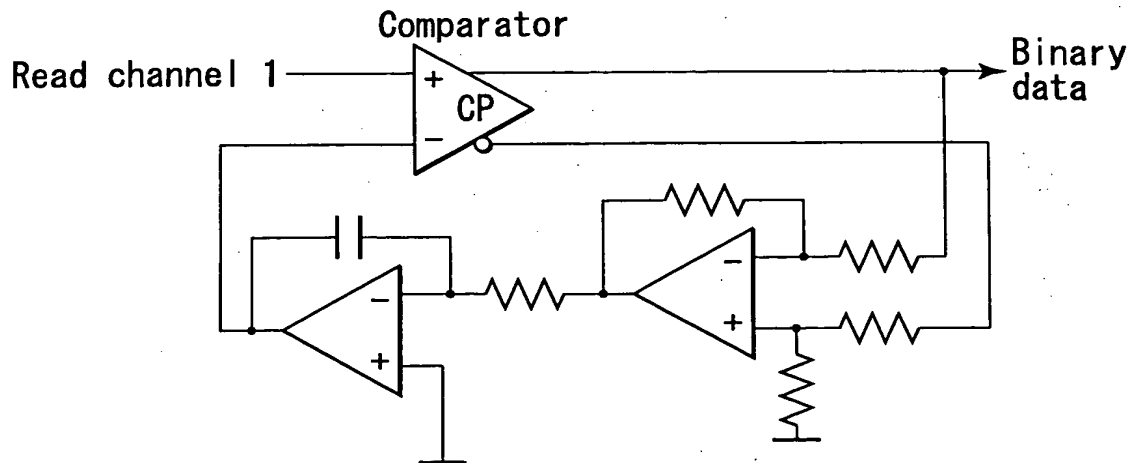 Comparator
Read channel 1
+
CP
−
Binary
data
−
+
−
+